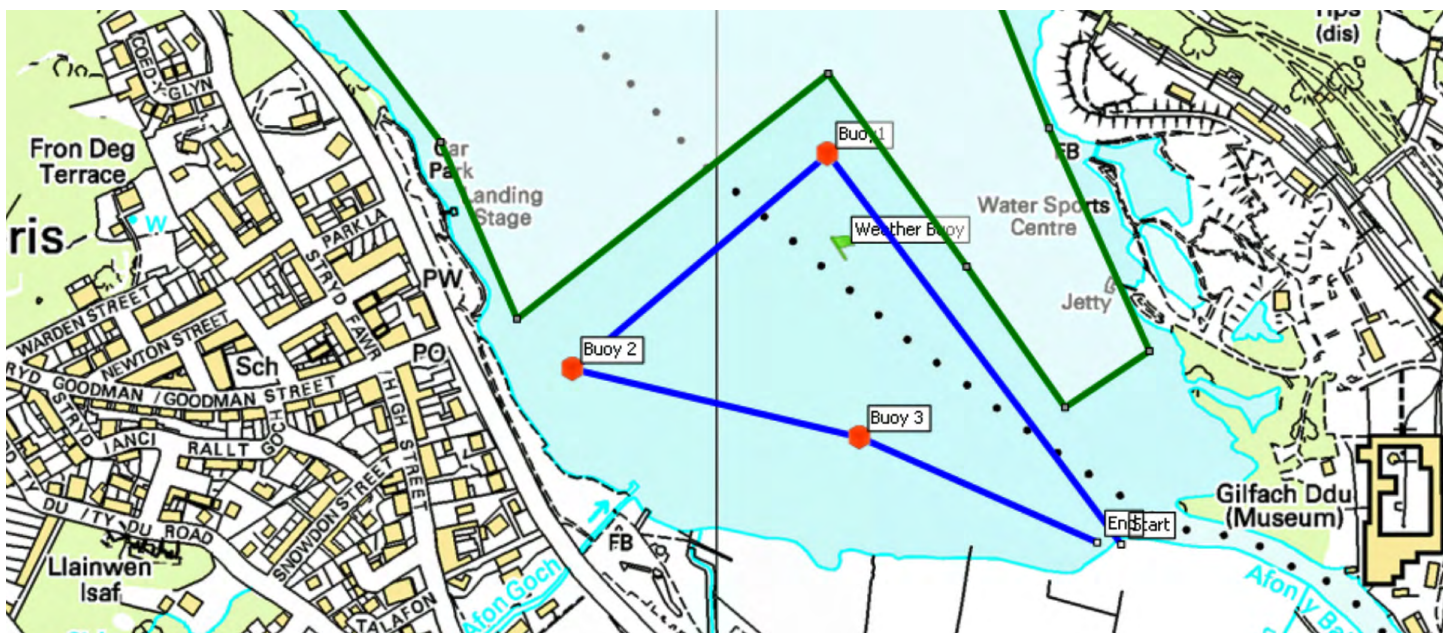 COED-Y-GLYN
Fron Deg
Terrace
W
ris
PARK LA
STRYD FAWR
/HIGH STREET
WARDEN STREET
NEWTON STREET
RYD GOODMAN /GOODMAN STREET
Sch
PO
PW
STRYD
RALLT GOCH
TY DU /TY DU ROAD
SNOWDON STREET
Llainwen
Isaf
TALAFON
Afon Goch
FB
Car
Park
Landing
Stage
Buoy1
Weather Buoy
Buoy 2
Buoy 3
End
Start
Water Sports
Centre
FB
Jetty
Tips
(dis)
Gilfach Ddu
(Museum)
Afon y Ba